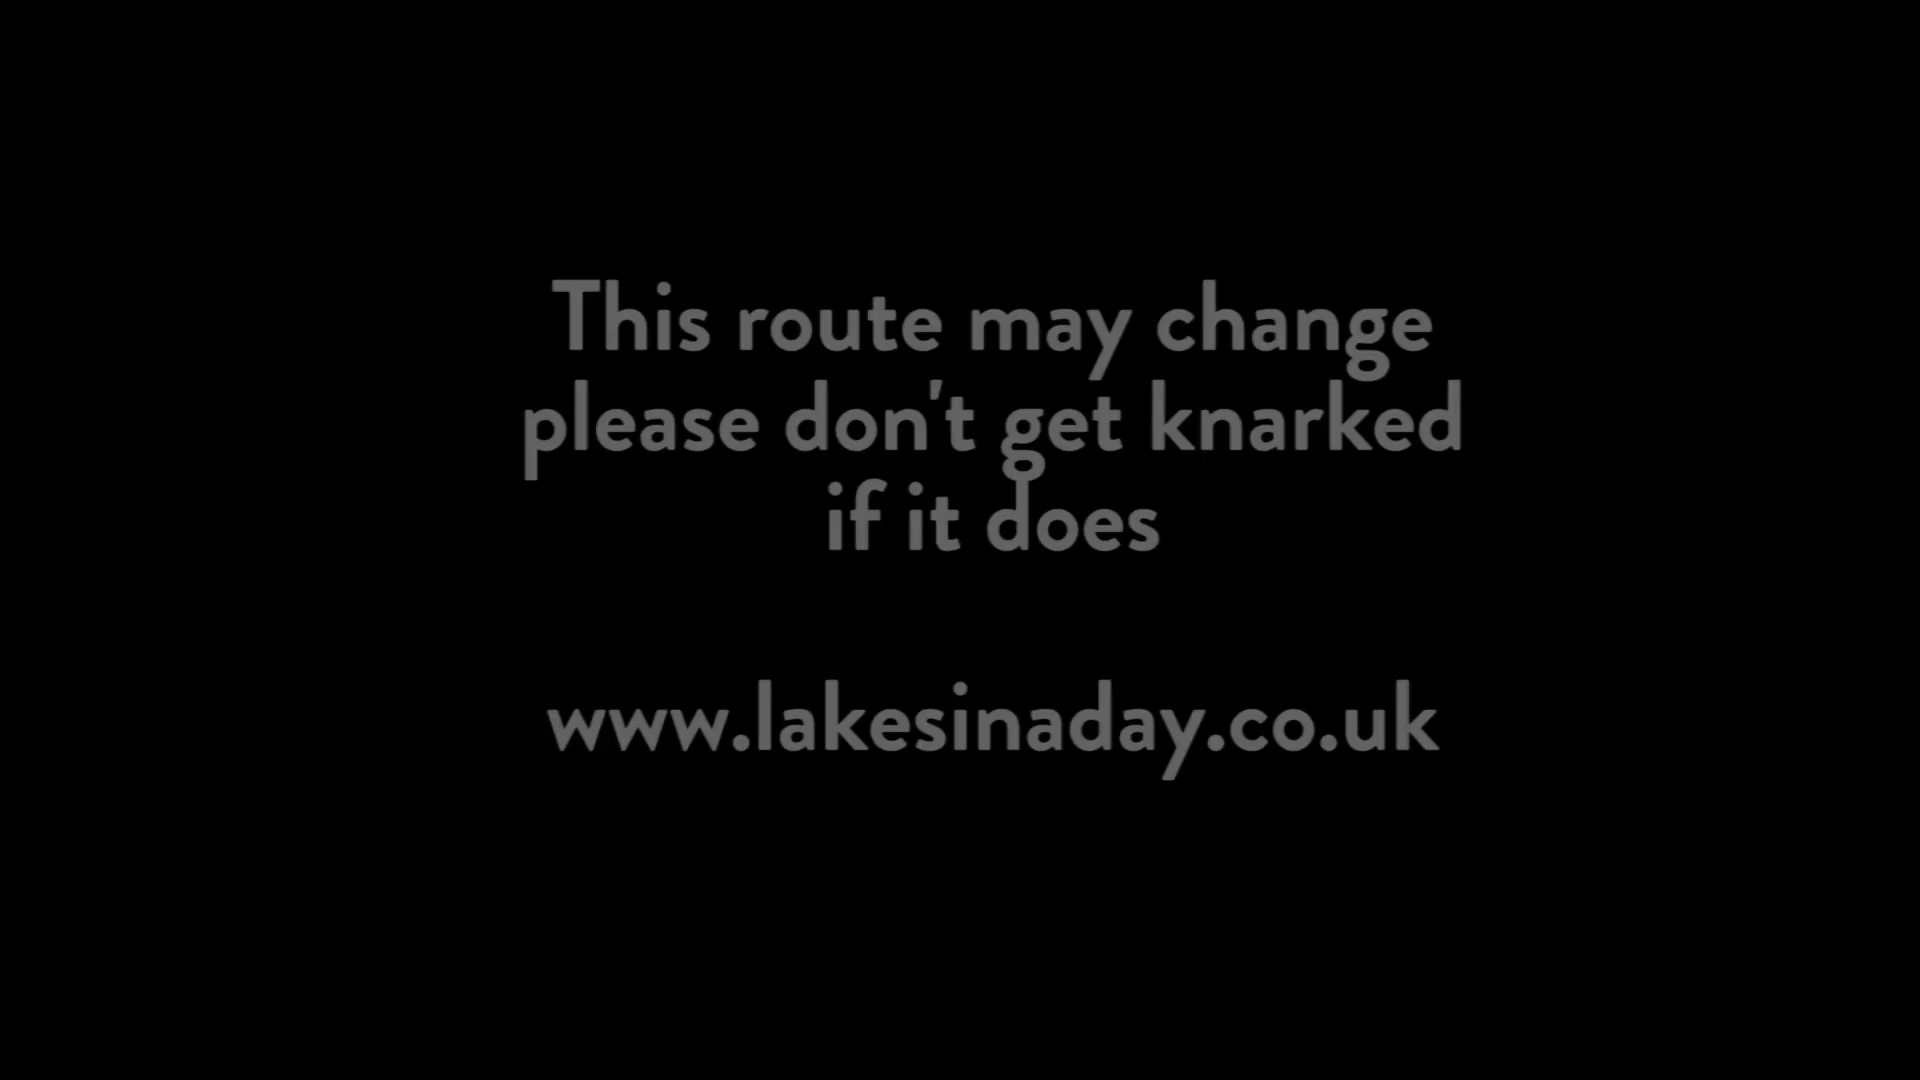 This route may change
please don't get knarked
if it does
www.lakesinaday.co.uk